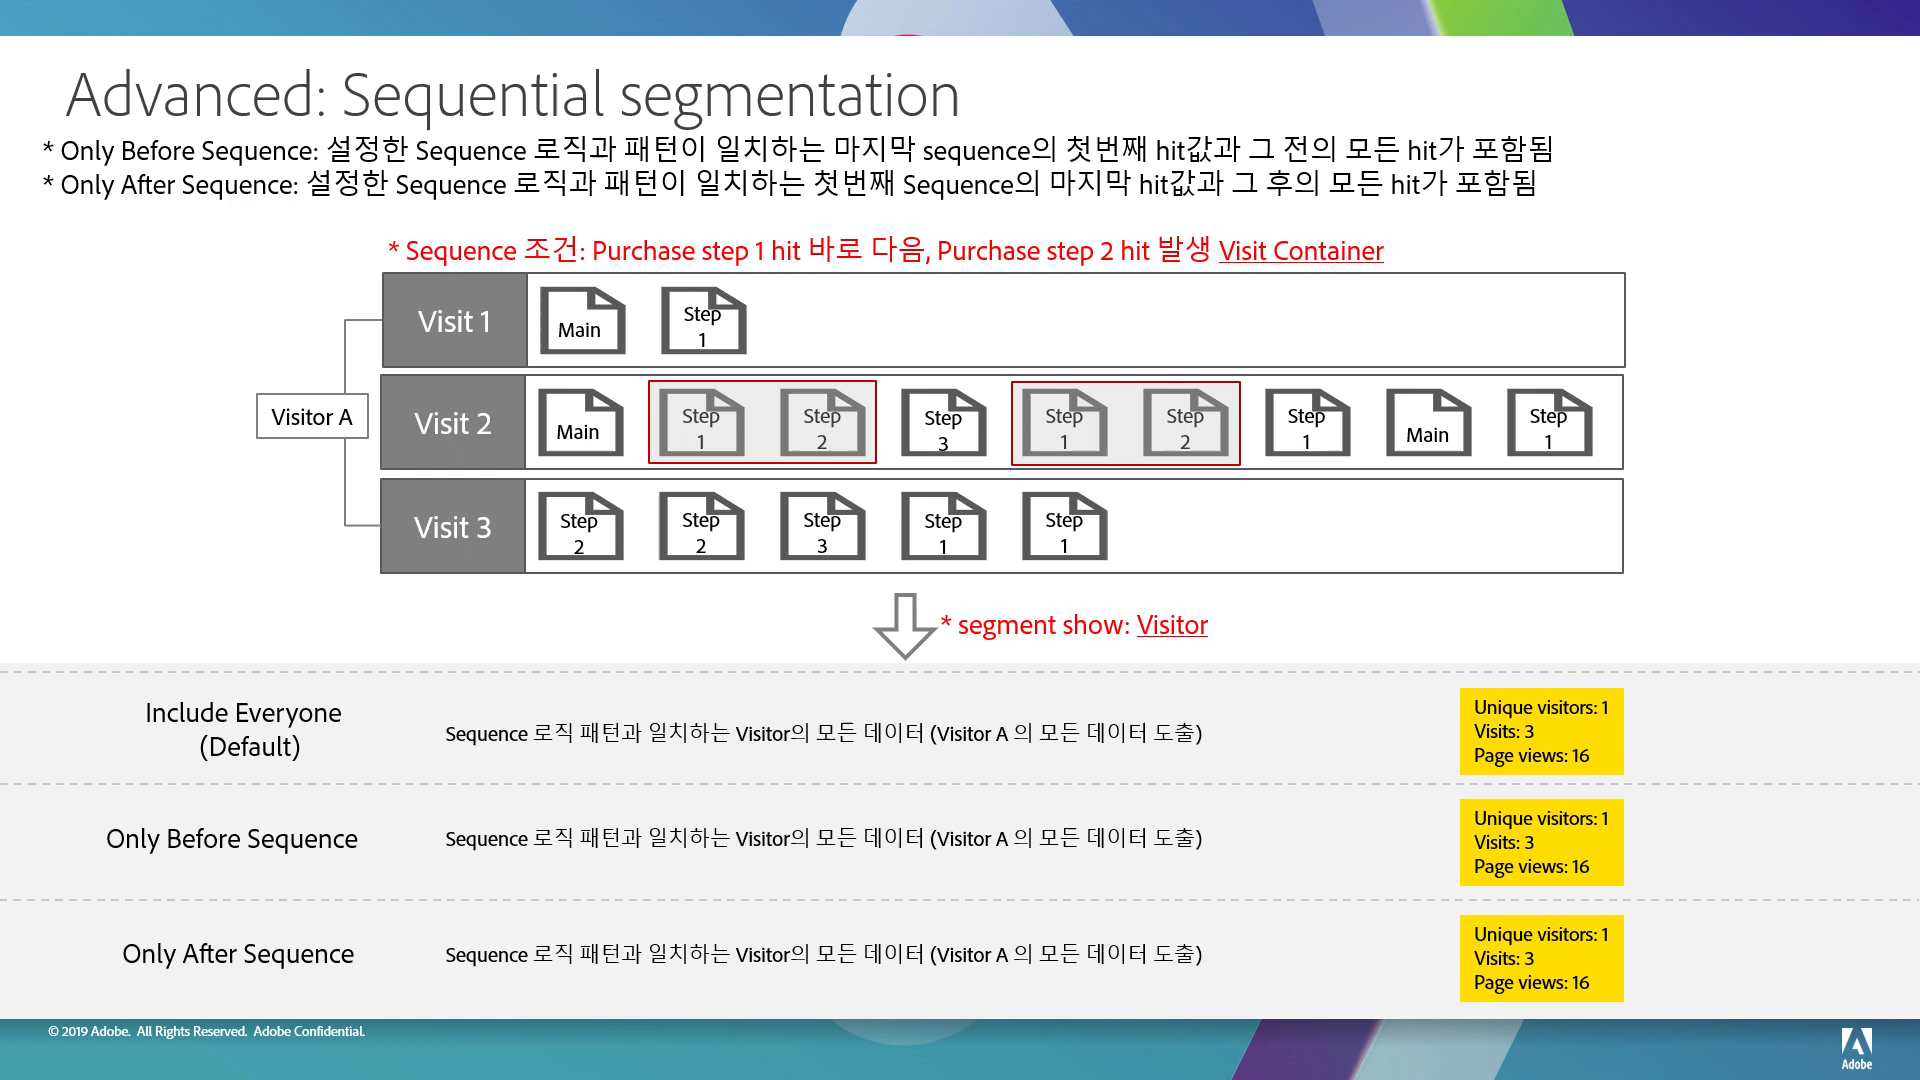 Advanced: Sequential segmentation
* Only Before Sequence: 설정한 Sequence 로직과 패턴이 일치하는 마지막 sequence의 첫번째 hit값과 그 전의 모든 hit가 포함됨
* Only After Sequence: 설정한 Sequence 로직과 패턴이 일치하는 첫번째 Sequence의 마지막 hit값과 그 후의 모든 hit가 포함됨
* Sequence 조건: Purchase step 1 hit 바로 다음, Purchase step 2 hit 발생 Visit Container
Visitor A
Visit 1
Main
Step
1
Visit 2
Main
Step
1
Step
2
Step
3
Step
1
Step
2
Step
1
Main
Step
1
Visit 3
Step
2
Step
2
Step
3
Step
1
Step
1
* segment show: Visitor
Include Everyone
(Default)
Sequence 로직 패턴과 일치하는 Visitor의 모든 데이터 (Visitor A 의 모든 데이터 도출)
Unique visitors: 1
Visits: 3
Page views: 16
Only Before Sequence
Sequence 로직 패턴과 일치하는 Visitor의 모든 데이터 (Visitor A 의 모든 데이터 도출)
Unique visitors: 1
Visits: 3
Page views: 16
Only After Sequence
Sequence 로직 패턴과 일치하는 Visitor의 모든 데이터 (Visitor A 의 모든 데이터 도출)
Unique visitors: 1
Visits: 3
Page views: 16
© 2019 Adobe. All Rights Reserved. Adobe Confidential.
Adobe